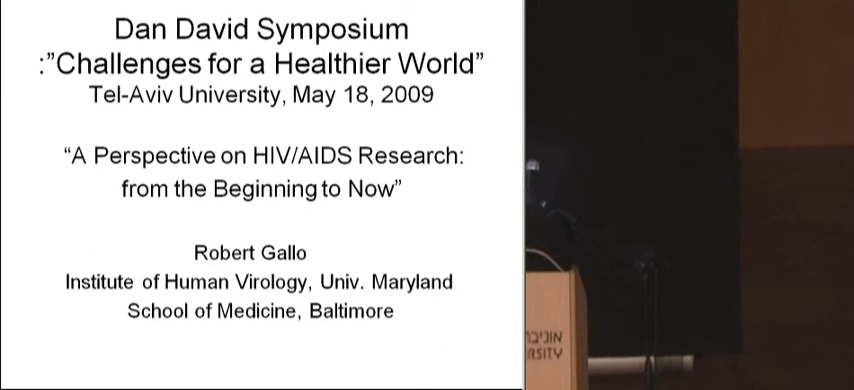 Dan David Symposium
:”Challenges for a Healthier World”
Tel-Aviv University, May 18, 2009
“A Perspective on HIV/AIDS Research:
from the Beginning to Now”
Robert Gallo
Institute of Human Virology, Univ. Maryland
School of Medicine, Baltimore